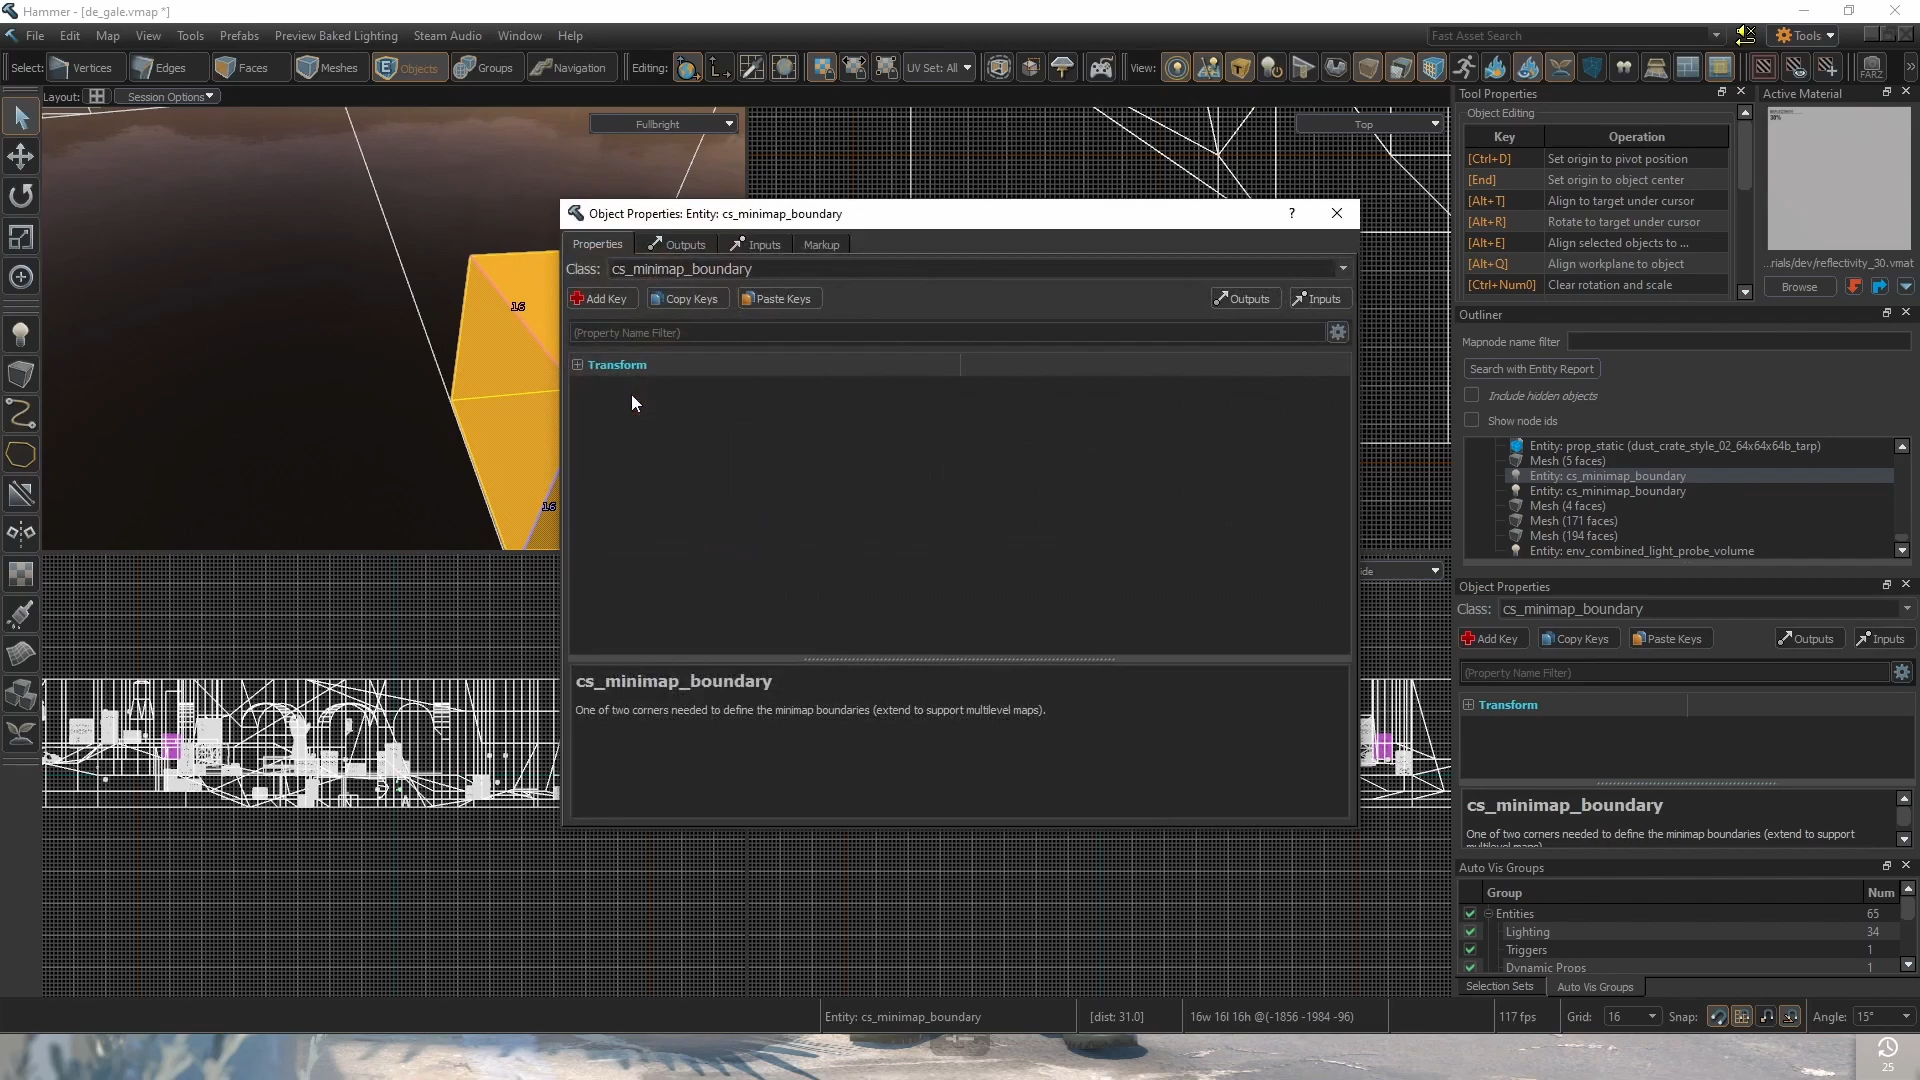 Hammer - [de_gale.vmap *]
File Edit Map View Tools Prefabs Preview Baked Lighting Steam Audio Window Help
Fast Asset Search
Tools
Select: Vertices Edges Faces Meshes Objects Groups Navigation Editing: UV Set: All View:
FARZ
Layout: Session Options
Fullbright
Top
16
16
ide
Object Properties: Entity: cs_minimap_boundary
?
Properties Outputs Inputs Markup
Class: cs_minimap_boundary
Add Key Copy Keys Paste Keys Outputs Inputs
(Property Name Filter)
Transform
cs_minimap_boundary
One of two corners needed to define the minimap boundaries (extend to support multilevel maps).
Tool Properties
Object Editing
Key Operation
[Ctrl+D] Set origin to pivot position
[End] Set origin to object center
[Alt+T] Align to target under cursor
[Alt+R] Rotate to target under cursor
[Alt+E] Align selected objects to ...
[Alt+Q] Align workplane to object
[Ctrl+Num0] Clear rotation and scale
Active Material
30%
...rials/dev/reflectivity_30.vmat
Browse
Outliner
Mapnode name filter
Search with Entity Report
Include hidden objects
Show node ids
Entity: prop_static (dust_crate_style_02_64x64x64b_tarp)
Mesh (5 faces)
Entity: cs_minimap_boundary
Entity: cs_minimap_boundary
Mesh (4 faces)
Mesh (171 faces)
Mesh (194 faces)
Entity: env_combined_light_probe_volume
Object Properties
Class: cs_minimap_boundary
Add Key Copy Keys Paste Keys Outputs Inputs
(Property Name Filter)
Transform
cs_minimap_boundary
One of two corners needed to define the minimap boundaries (extend to support
multilevel maps).
Auto Vis Groups
Group Num
Entities 65
Lighting 34
Triggers 1
Dynamic Props 1
Selection Sets Auto Vis Groups
Entity: cs_minimap_boundary [dist: 31.0] 16w 16l 16h @(-1856 -1984 -96) 117 fps Grid: 16 Snap: Angle: 15°
25